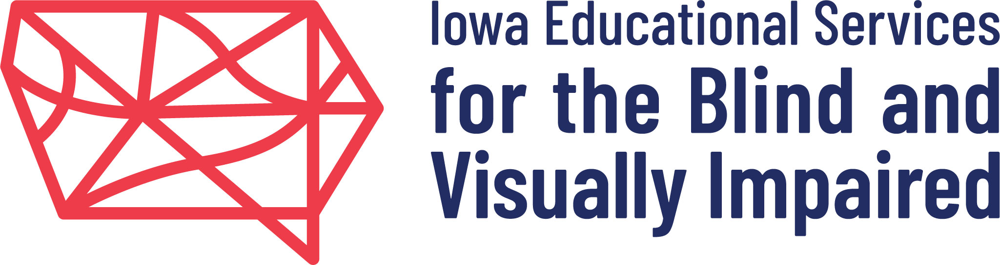 Iowa Educational Services
for the Blind and
Visually Impaired